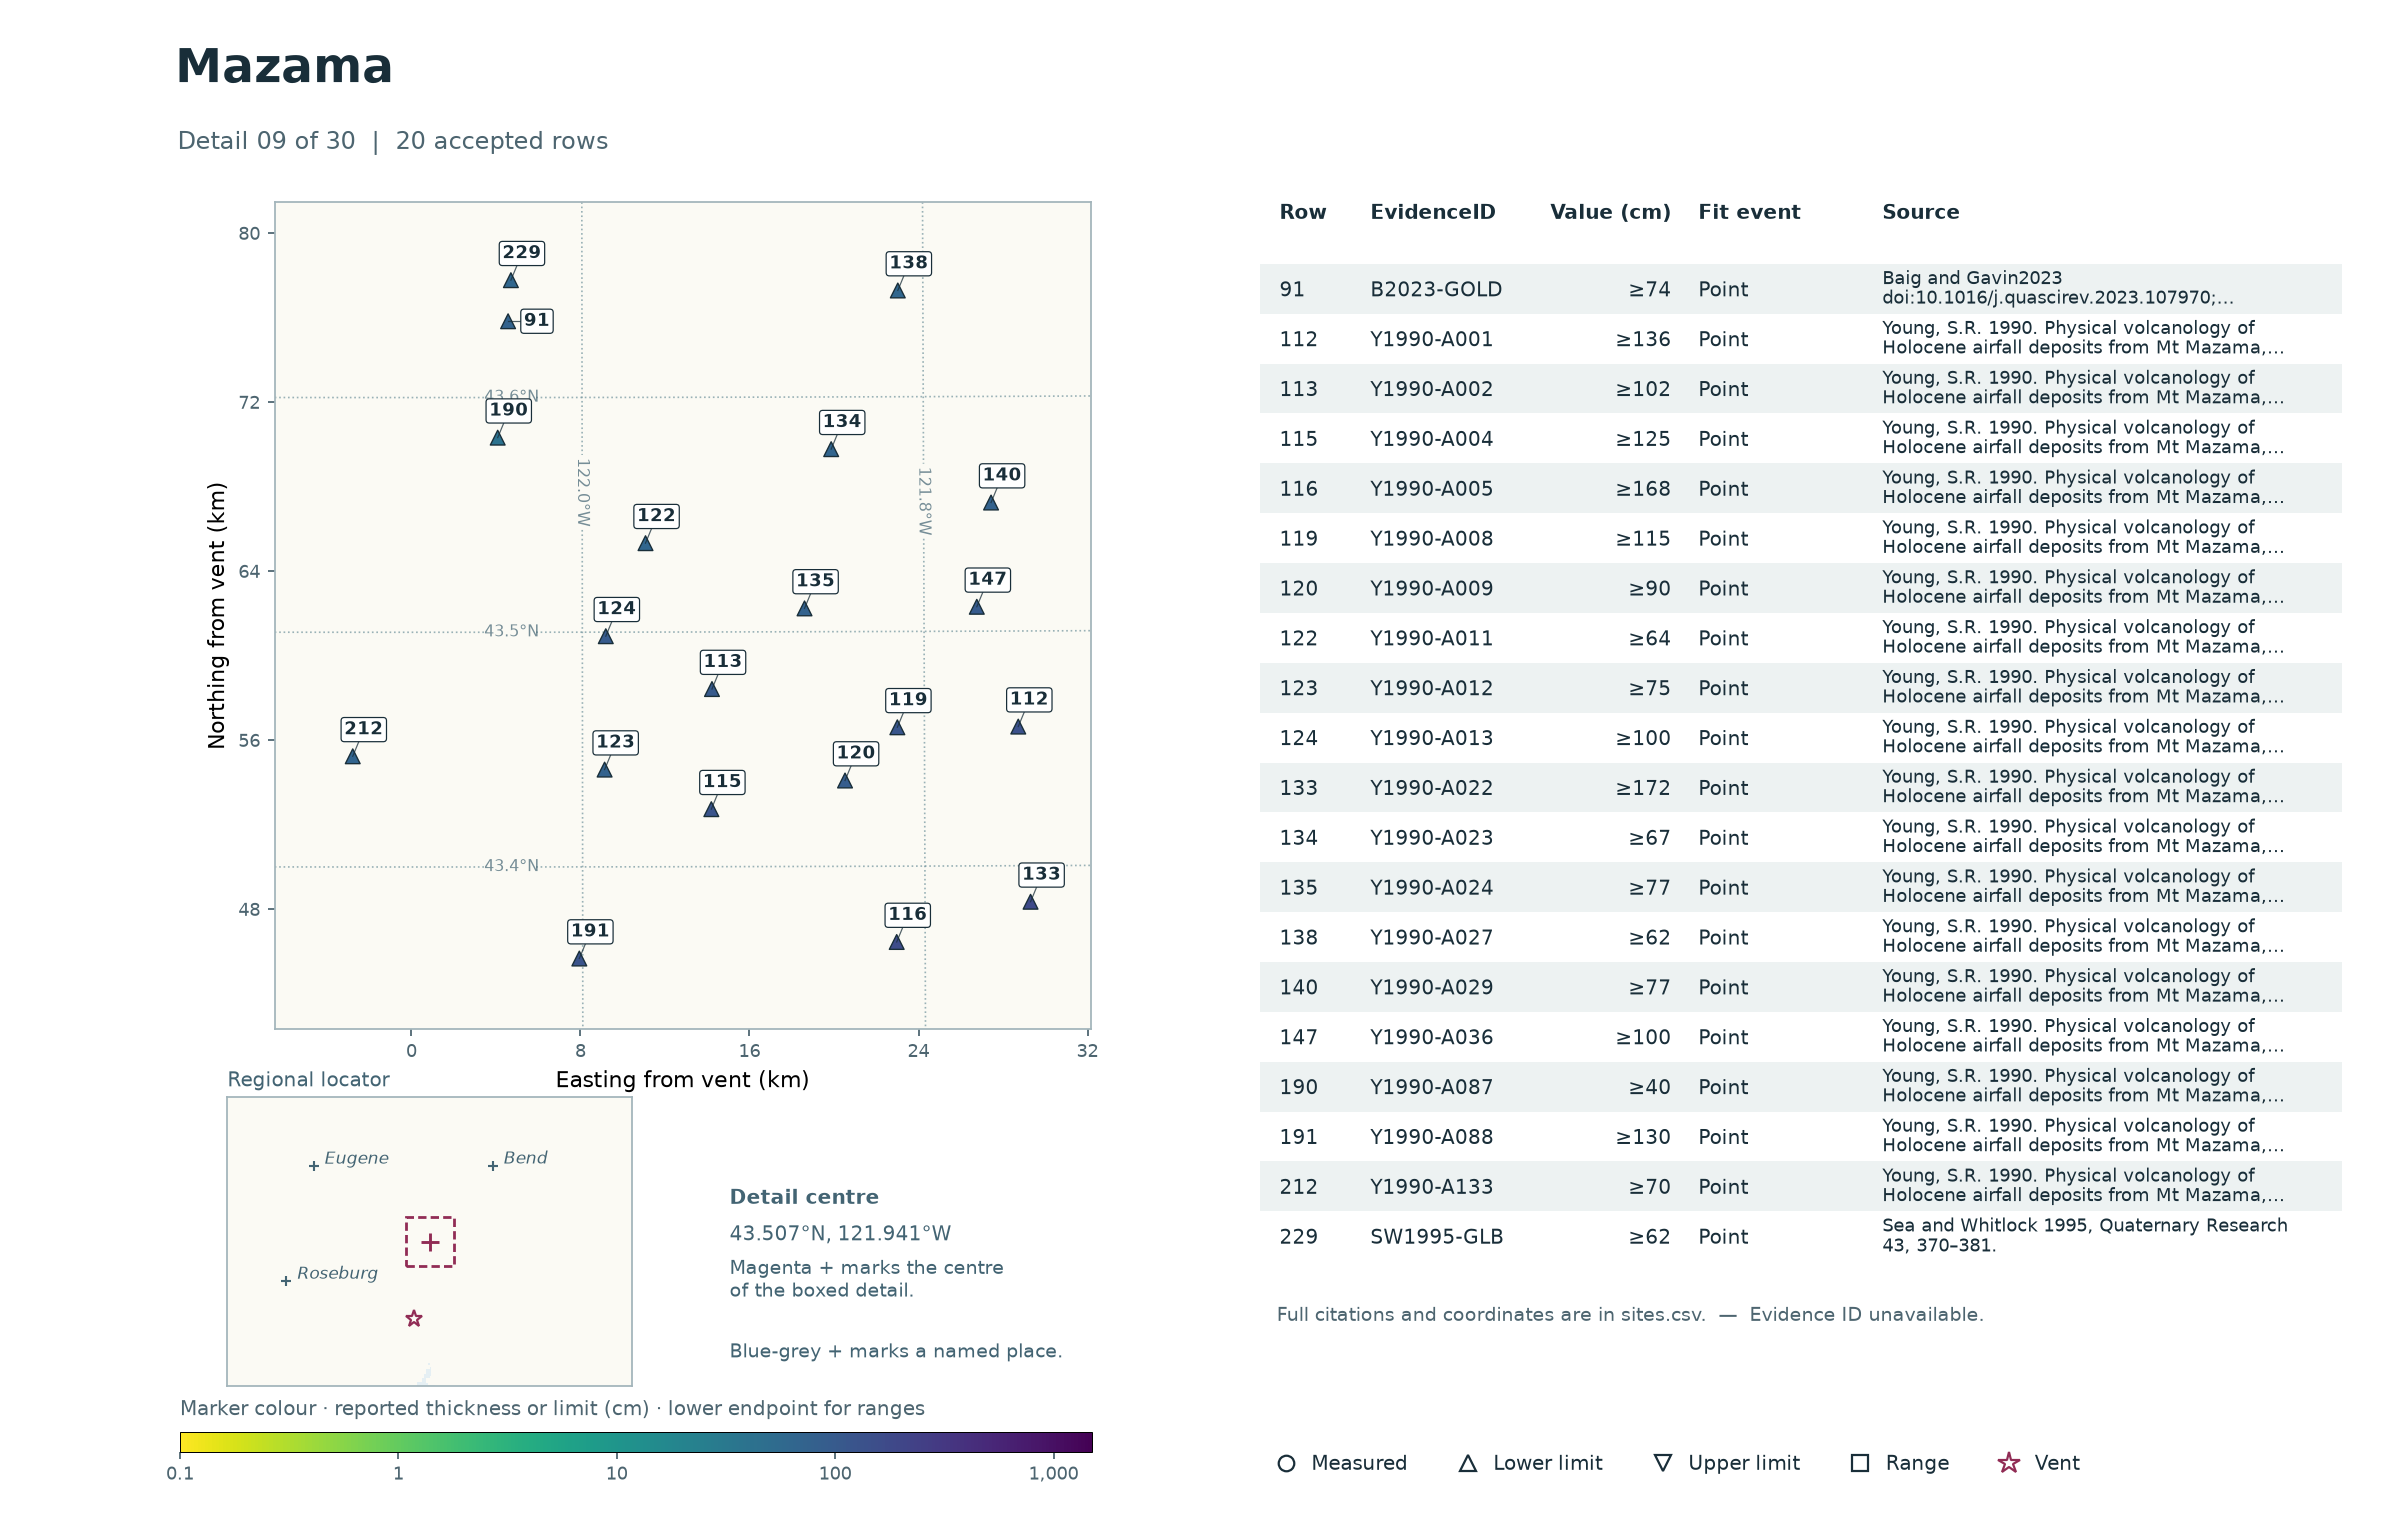 Mazama
Detail 09 of 30 | 20 accepted rows
80
72
64
56
48
Northing from vent (km)
229
138
91
43.6°N
190
134
122.0°W
121.8°W
140
122
135
147
124
43.5°N
113
119
112
212
123
120
115
43.4°N
133
116
191
0
8
16
24
32
Easting from vent (km)
Regional locator
Eugene
Bend
Roseburg
Detail centre
43.507°N, 121.941°W
Magenta + marks the centre
of the boxed detail.
Blue-grey + marks a named place.
Marker colour · reported thickness or limit (cm) · lower endpoint for ranges
0.1
1
10
100
1,000
Row EvidenceID Value (cm) Fit event Source
91 B2023-GOLD ≥74 Point Baig and Gavin2023
doi:10.1016/j.quascirev.2023.107970;…
112 Y1990-A001 ≥136 Point Young, S.R. 1990. Physical volcanology of
Holocene airfall deposits from Mt Mazama,…
113 Y1990-A002 ≥102 Point Young, S.R. 1990. Physical volcanology of
Holocene airfall deposits from Mt Mazama,…
115 Y1990-A004 ≥125 Point Young, S.R. 1990. Physical volcanology of
Holocene airfall deposits from Mt Mazama,…
116 Y1990-A005 ≥168 Point Young, S.R. 1990. Physical volcanology of
Holocene airfall deposits from Mt Mazama,…
119 Y1990-A008 ≥115 Point Young, S.R. 1990. Physical volcanology of
Holocene airfall deposits from Mt Mazama,…
120 Y1990-A009 ≥90 Point Young, S.R. 1990. Physical volcanology of
Holocene airfall deposits from Mt Mazama,…
122 Y1990-A011 ≥64 Point Young, S.R. 1990. Physical volcanology of
Holocene airfall deposits from Mt Mazama,…
123 Y1990-A012 ≥75 Point Young, S.R. 1990. Physical volcanology of
Holocene airfall deposits from Mt Mazama,…
124 Y1990-A013 ≥100 Point Young, S.R. 1990. Physical volcanology of
Holocene airfall deposits from Mt Mazama,…
133 Y1990-A022 ≥172 Point Young, S.R. 1990. Physical volcanology of
Holocene airfall deposits from Mt Mazama,…
134 Y1990-A023 ≥67 Point Young, S.R. 1990. Physical volcanology of
Holocene airfall deposits from Mt Mazama,…
135 Y1990-A024 ≥77 Point Young, S.R. 1990. Physical volcanology of
Holocene airfall deposits from Mt Mazama,…
138 Y1990-A027 ≥62 Point Young, S.R. 1990. Physical volcanology of
Holocene airfall deposits from Mt Mazama,…
140 Y1990-A029 ≥77 Point Young, S.R. 1990. Physical volcanology of
Holocene airfall deposits from Mt Mazama,…
147 Y1990-A036 ≥100 Point Young, S.R. 1990. Physical volcanology of
Holocene airfall deposits from Mt Mazama,…
190 Y1990-A087 ≥40 Point Young, S.R. 1990. Physical volcanology of
Holocene airfall deposits from Mt Mazama,…
191 Y1990-A088 ≥130 Point Young, S.R. 1990. Physical volcanology of
Holocene airfall deposits from Mt Mazama,…
212 Y1990-A133 ≥70 Point Young, S.R. 1990. Physical volcanology of
Holocene airfall deposits from Mt Mazama,…
229 SW1995-GLB ≥62 Point Sea and Whitlock 1995, Quaternary Research
43, 370–381.
Full citations and coordinates are in sites.csv. — Evidence ID unavailable.
Measured Lower limit Upper limit Range Vent